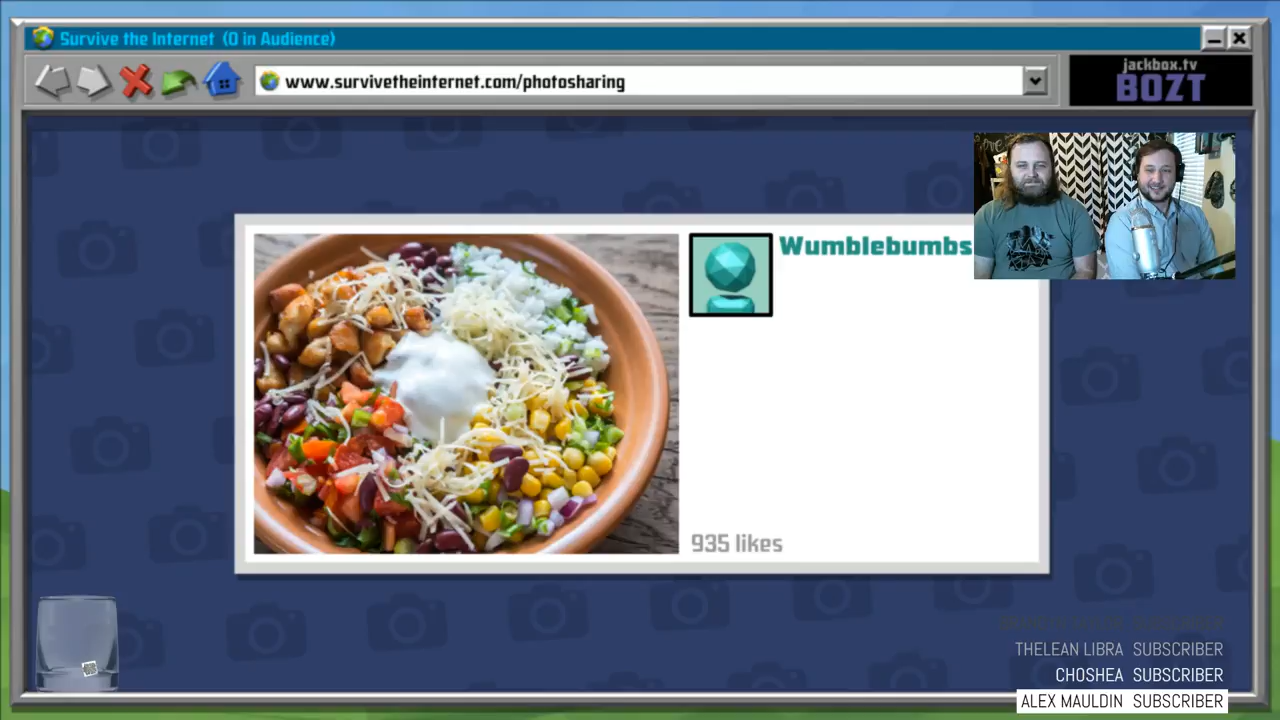 Survive the Internet (0 in Audience)
www.survivetheinternet.com/photosharing
jackbox.tv
BOZT
Wumblebumbs
935 likes
THELEAN LIBRA SUBSCRIBER
CHOSHEA SUBSCRIBER
ALEX MAULDIN SUBSCRIBER